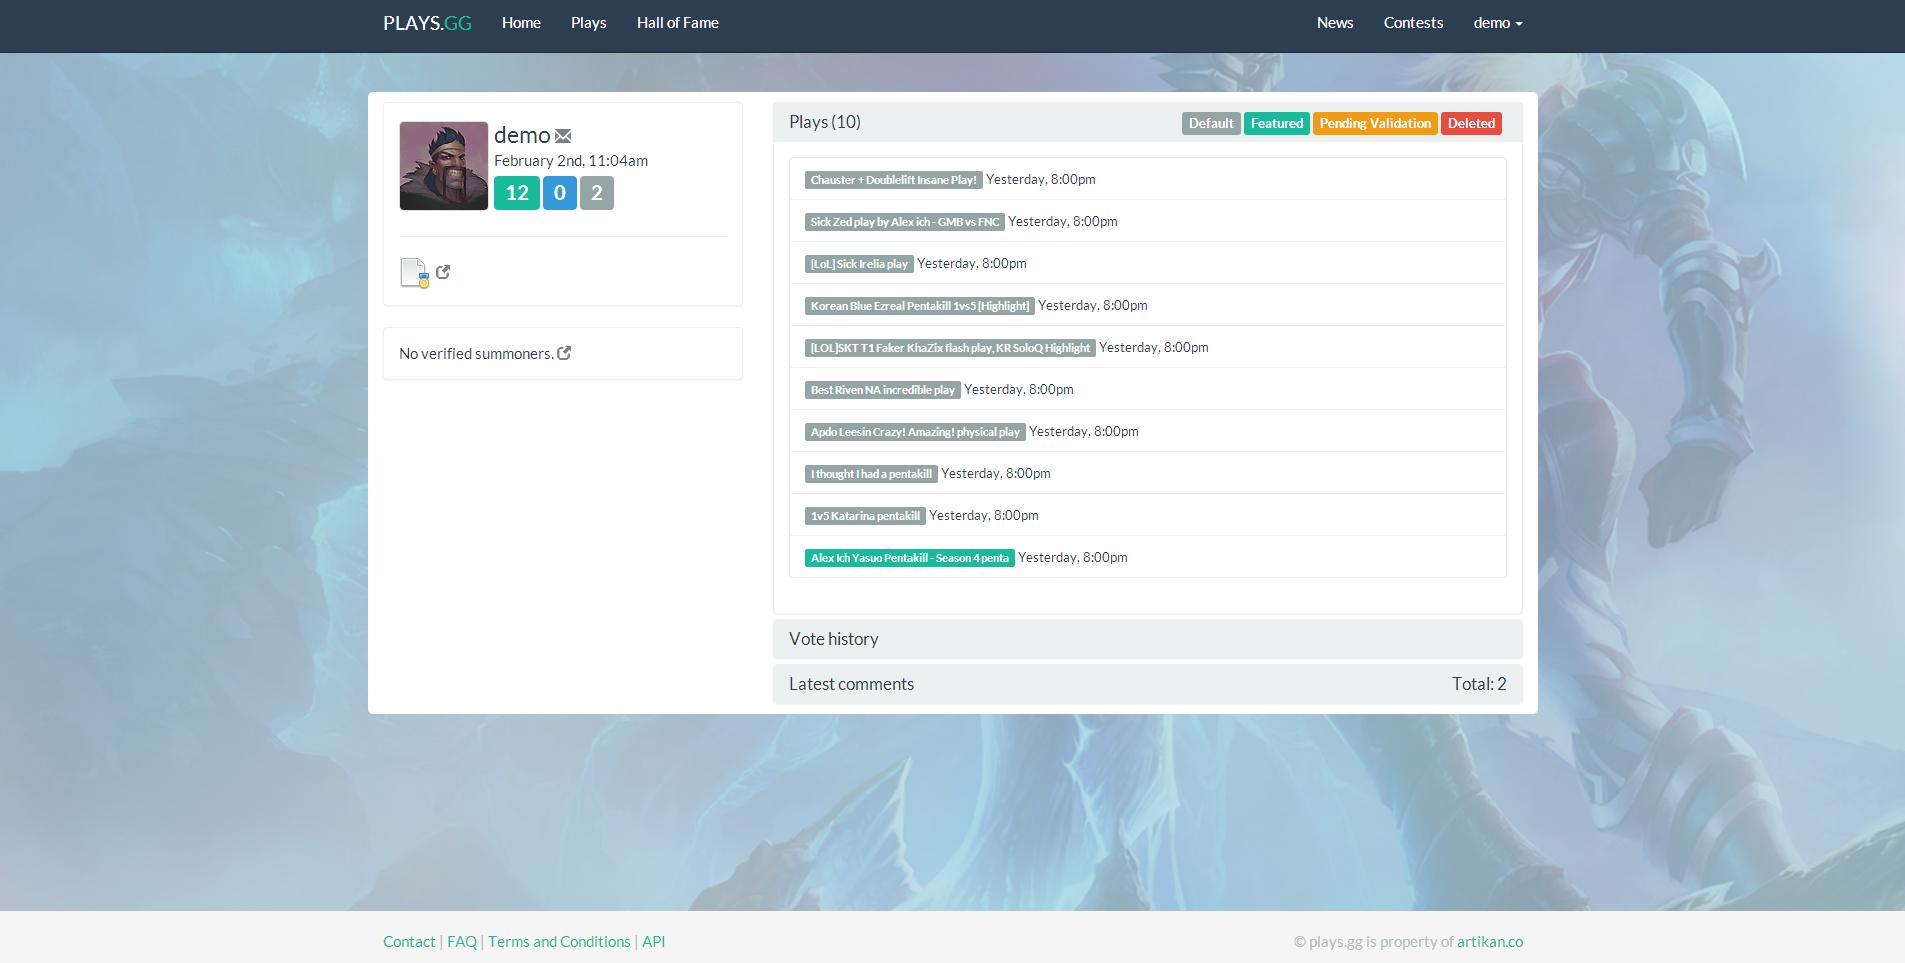 PLAYS.GG Home Plays Hall of Fame News Contests demo
demo
February 2nd, 11:04am
12 0 2
No verified summoners.
Plays (10) Default Featured Pending Validation Deleted
Chauster + Doublelift Insane Play! Yesterday, 8:00pm
Sick Zed play by Alex ich - GMB vs FNC Yesterday, 8:00pm
[LoL] Sick Irelia play Yesterday, 8:00pm
Korean Blue Ezreal Pentakill 1vs5 [Highlight] Yesterday, 8:00pm
[LOL]SKT T1 Faker KhaZix flash play, KR SoloQ Highlight Yesterday, 8:00pm
Best Riven NA incredible play Yesterday, 8:00pm
Apdo Leesin Crazy! Amazing! physical play Yesterday, 8:00pm
I thought I had a pentakill Yesterday, 8:00pm
1v5 Katarina pentakill Yesterday, 8:00pm
Alex Ich Yasuo Pentakill - Season 4 penta Yesterday, 8:00pm
Vote history
Latest comments Total: 2
Contact | FAQ | Terms and Conditions | API © plays.gg is property of artikan.co